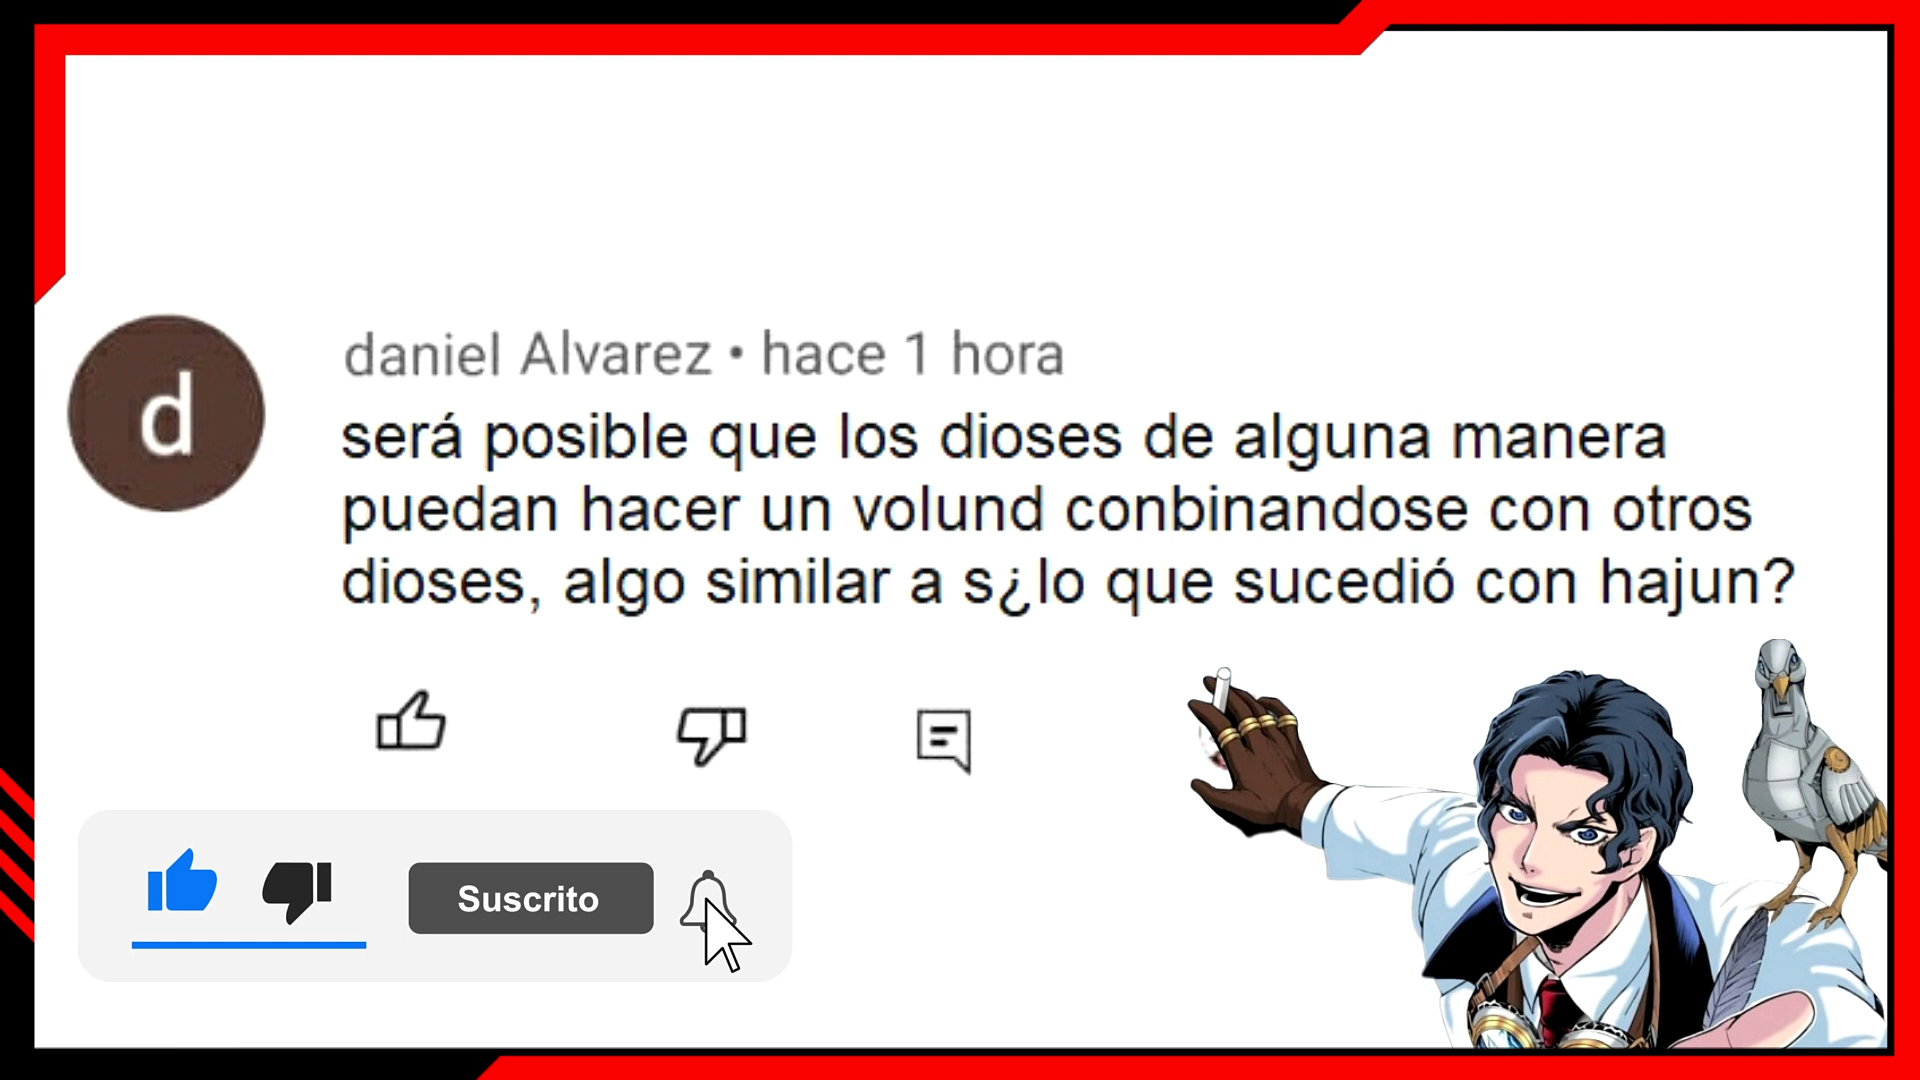 d
daniel Alvarez • hace 1 hora
será posible que los dioses de alguna manera
puedan hacer un volund conbinandose con otros
dioses, algo similar a s¿lo que sucedió con hajun?
Suscrito